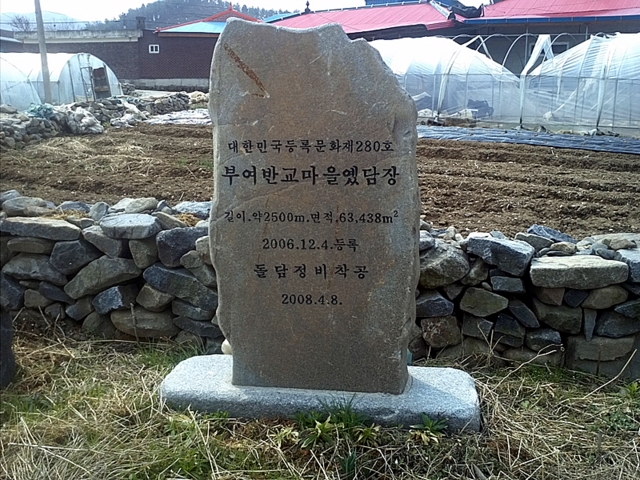 대한민국등록문화제280호
부여반교마을옛담장
길이.약2500m.면적.63,438m²
2006.12.4.등록
돌담정비착공
2008.4.8.